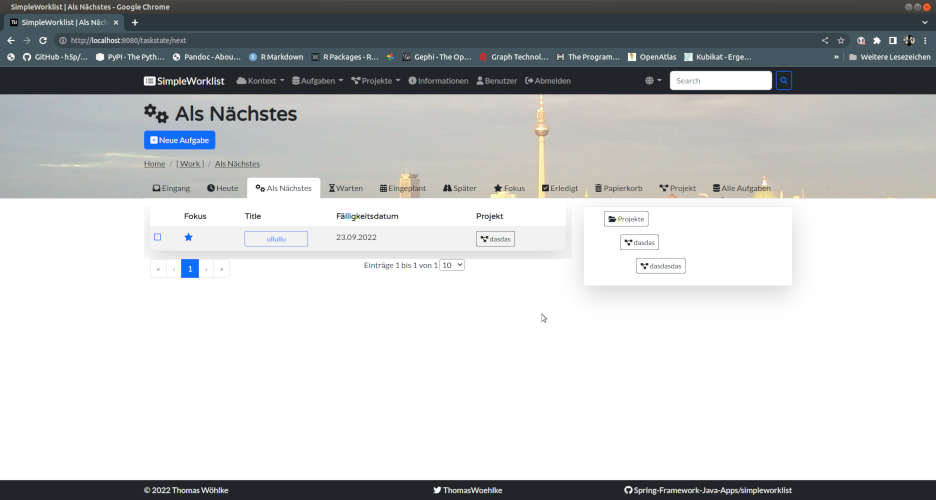 SimpleWorklist | Als Nächstes - Google Chrome
SimpleWorklist | Als Näch
http://localhost:8080/taskstate/next
GitHub - h5p/... PyPI · The Pyth... Pandoc - Abou... R Markdown R Packages - R... Gephi - The Op... Graph Technol... The Program... OpenAtlas Kubikat - Erge... » Weitere Lesezeichen
SimpleWorklist Kontext Aufgaben Projekte Informationen Benutzer Abmelden Search
Als Nächstes
Neue Aufgabe
Home / [ Work ] / Als Nächstes
Eingang Heute Als Nächstes Warten Eingeplant Später Fokus Erledigt Papierkorb Projekt Alle Aufgaben
Fokus Title Fälligkeitsdatum Projekt
ullullu 23.09.2022 dasdas
« ‹ 1 › » Einträge 1 bis 1 von 1 10
Projekte
dasdas
dasdasdas
© 2022 Thomas Wöhlke ThomasWoehlke Spring-Framework-Java-Apps/simpleworklist